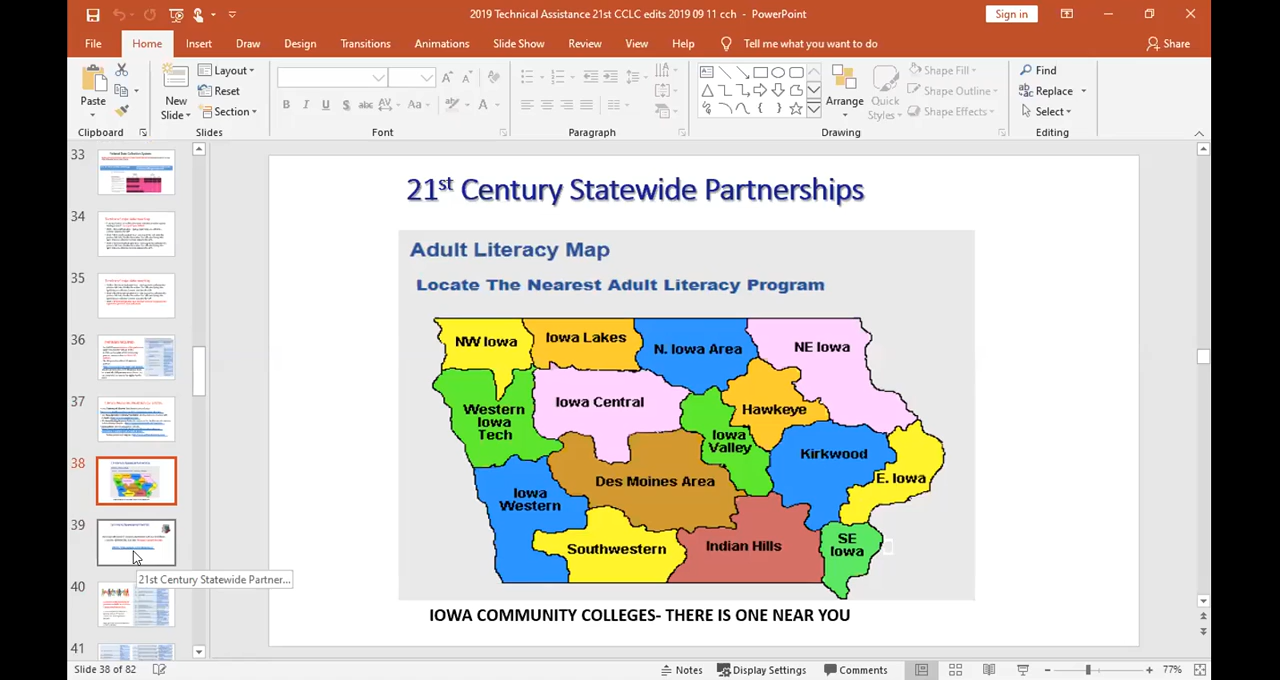 2019 Technical Assistance 21st CCLC edits 2019 09 11 cch - PowerPoint
Sign in
File Home Insert Draw Design Transitions Animations Slide Show Review View Help Tell me what you want to do Share
Paste
Clipboard
New
Slide
Layout
Reset
Section
Slides
B I U S abc AV Aa A
Font
Paragraph
Arrange
Quick
Styles
Shape Fill
Shape Outline
Shape Effects
Drawing
Find
Replace
Select
Editing
33
34
35
36
37
38
39
21st Century Statewide Partner...
40
41
21st Century Statewide Partnerships
Adult Literacy Map
Locate The Nearest Adult Literacy Program
NW Iowa
Iowa Lakes
N. Iowa Area
NE Iowa
Western
Iowa
Tech
Iowa Central
Iowa
Valley
Hawkeye
Kirkwood
E. Iowa
Iowa
Western
Des Moines Area
Southwestern
Indian Hills
SE
Iowa
IOWA COMMUNITY COLLEGES- THERE IS ONE NEAR YOU
Slide 38 of 82
Notes
Display Settings
Comments
77%